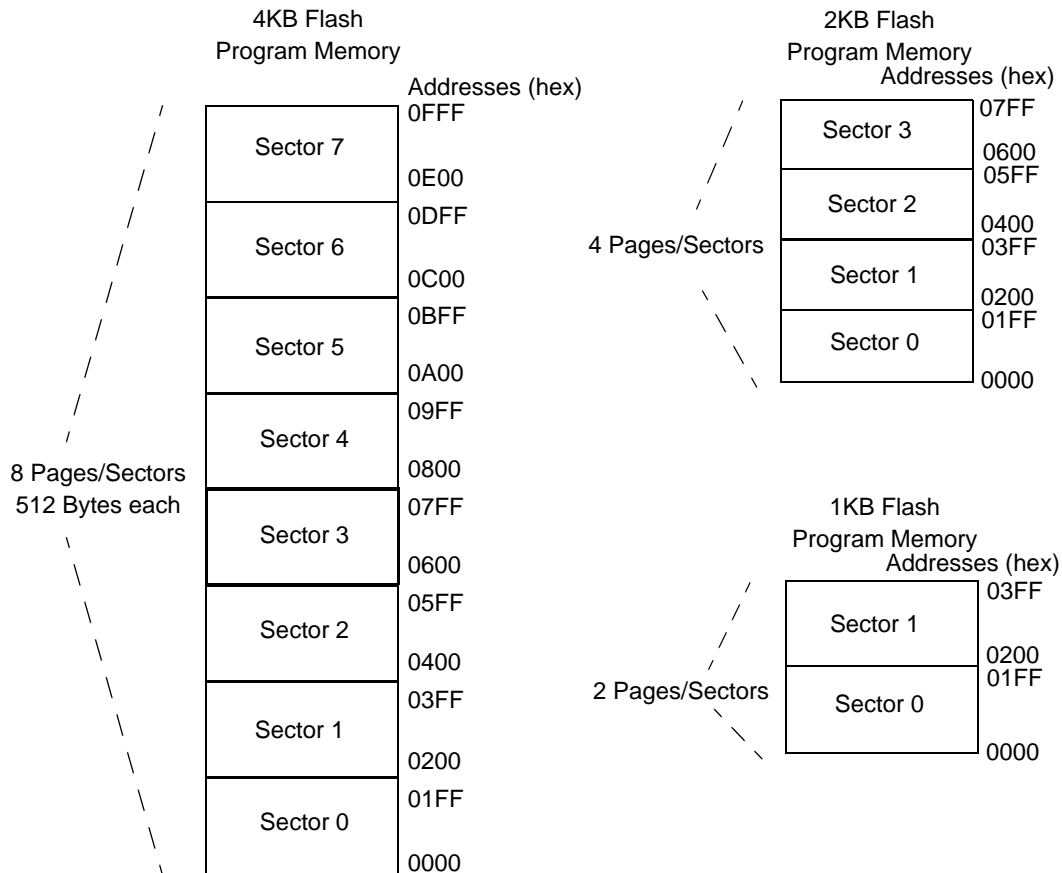 4KB Flash
Program Memory
Addresses (hex)
0FFF
Sector 7
0E00
0DFF
Sector 6
0C00
0BFF
Sector 5
0A00
09FF
Sector 4
0800
8 Pages/Sectors
512 Bytes each
07FF
Sector 3
0600
05FF
Sector 2
0400
03FF
Sector 1
0200
01FF
Sector 0
0000
2KB Flash
Program Memory
Addresses (hex)
07FF
Sector 3
0600
05FF
Sector 2
0400
4 Pages/Sectors
03FF
Sector 1
0200
01FF
Sector 0
0000
1KB Flash
Program Memory
Addresses (hex)
03FF
Sector 1
0200
2 Pages/Sectors
01FF
Sector 0
0000